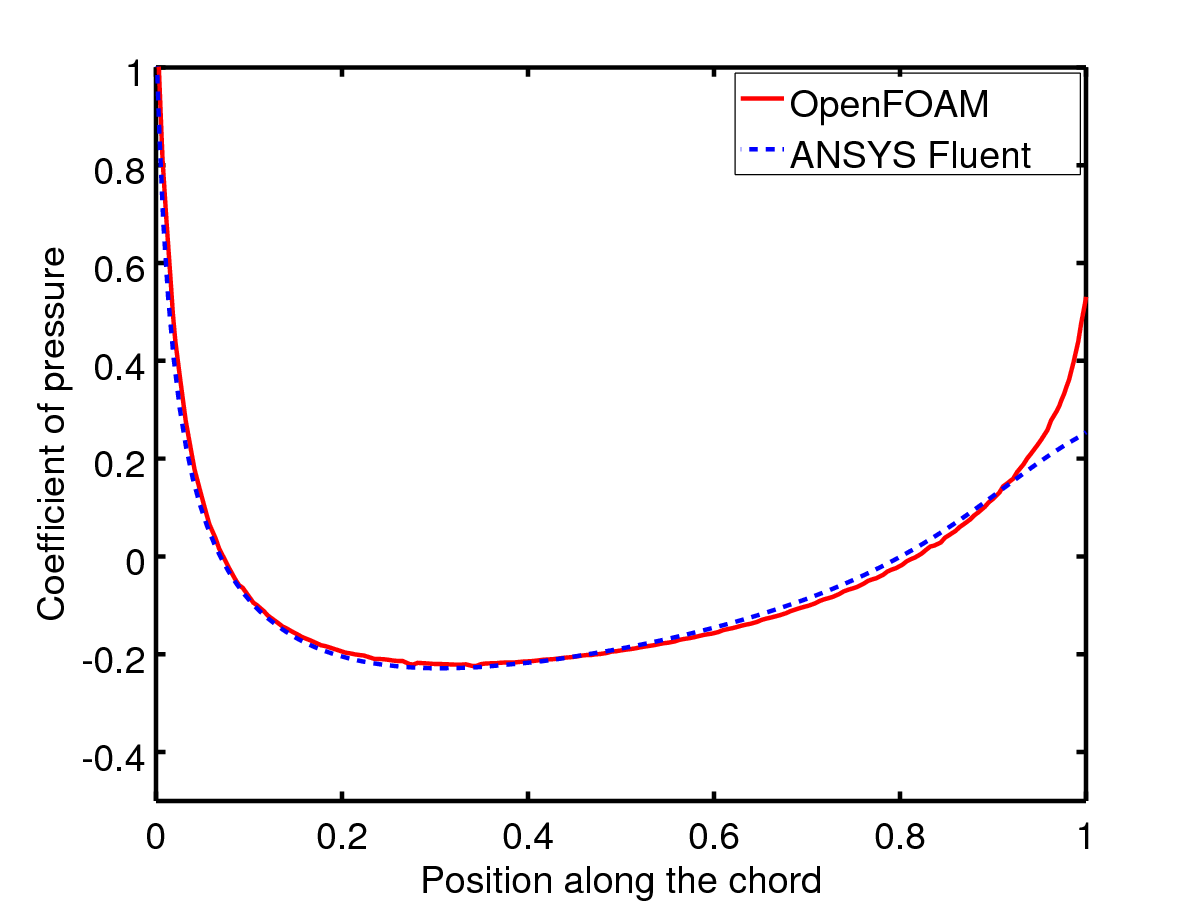 1
0.8
0.6
0.4
0.2
0
-0.2
-0.4
0 0.2 0.4 0.6 0.8 1
Coefficient of pressure
Position along the chord
OpenFOAM
ANSYS Fluent